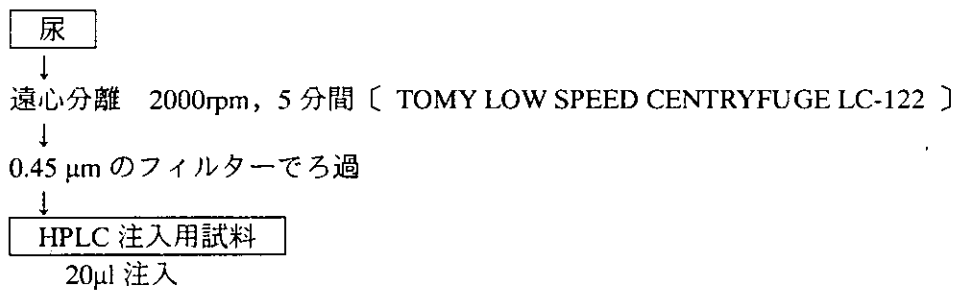 尿
↓
遠心分離 2000rpm, 5分間〔 TOMY LOW SPEED CENTRYFUGE LC-122 〕
↓
0.45 μm のフィルターでろ過
↓
HPLC 注入用試料
20μl 注入